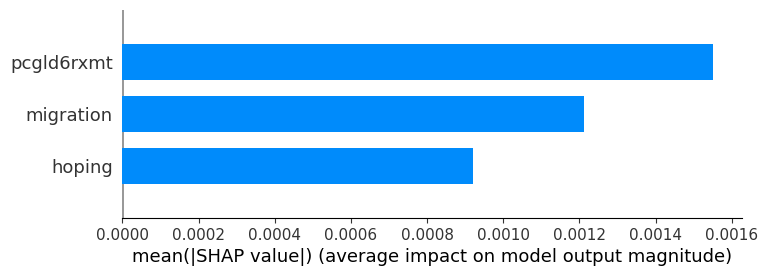 pcgld6rxmt
migration
hoping
0.0000 0.0002 0.0004 0.0006 0.0008 0.0010 0.0012 0.0014 0.0016
mean(|SHAP value|) (average impact on model output magnitude)